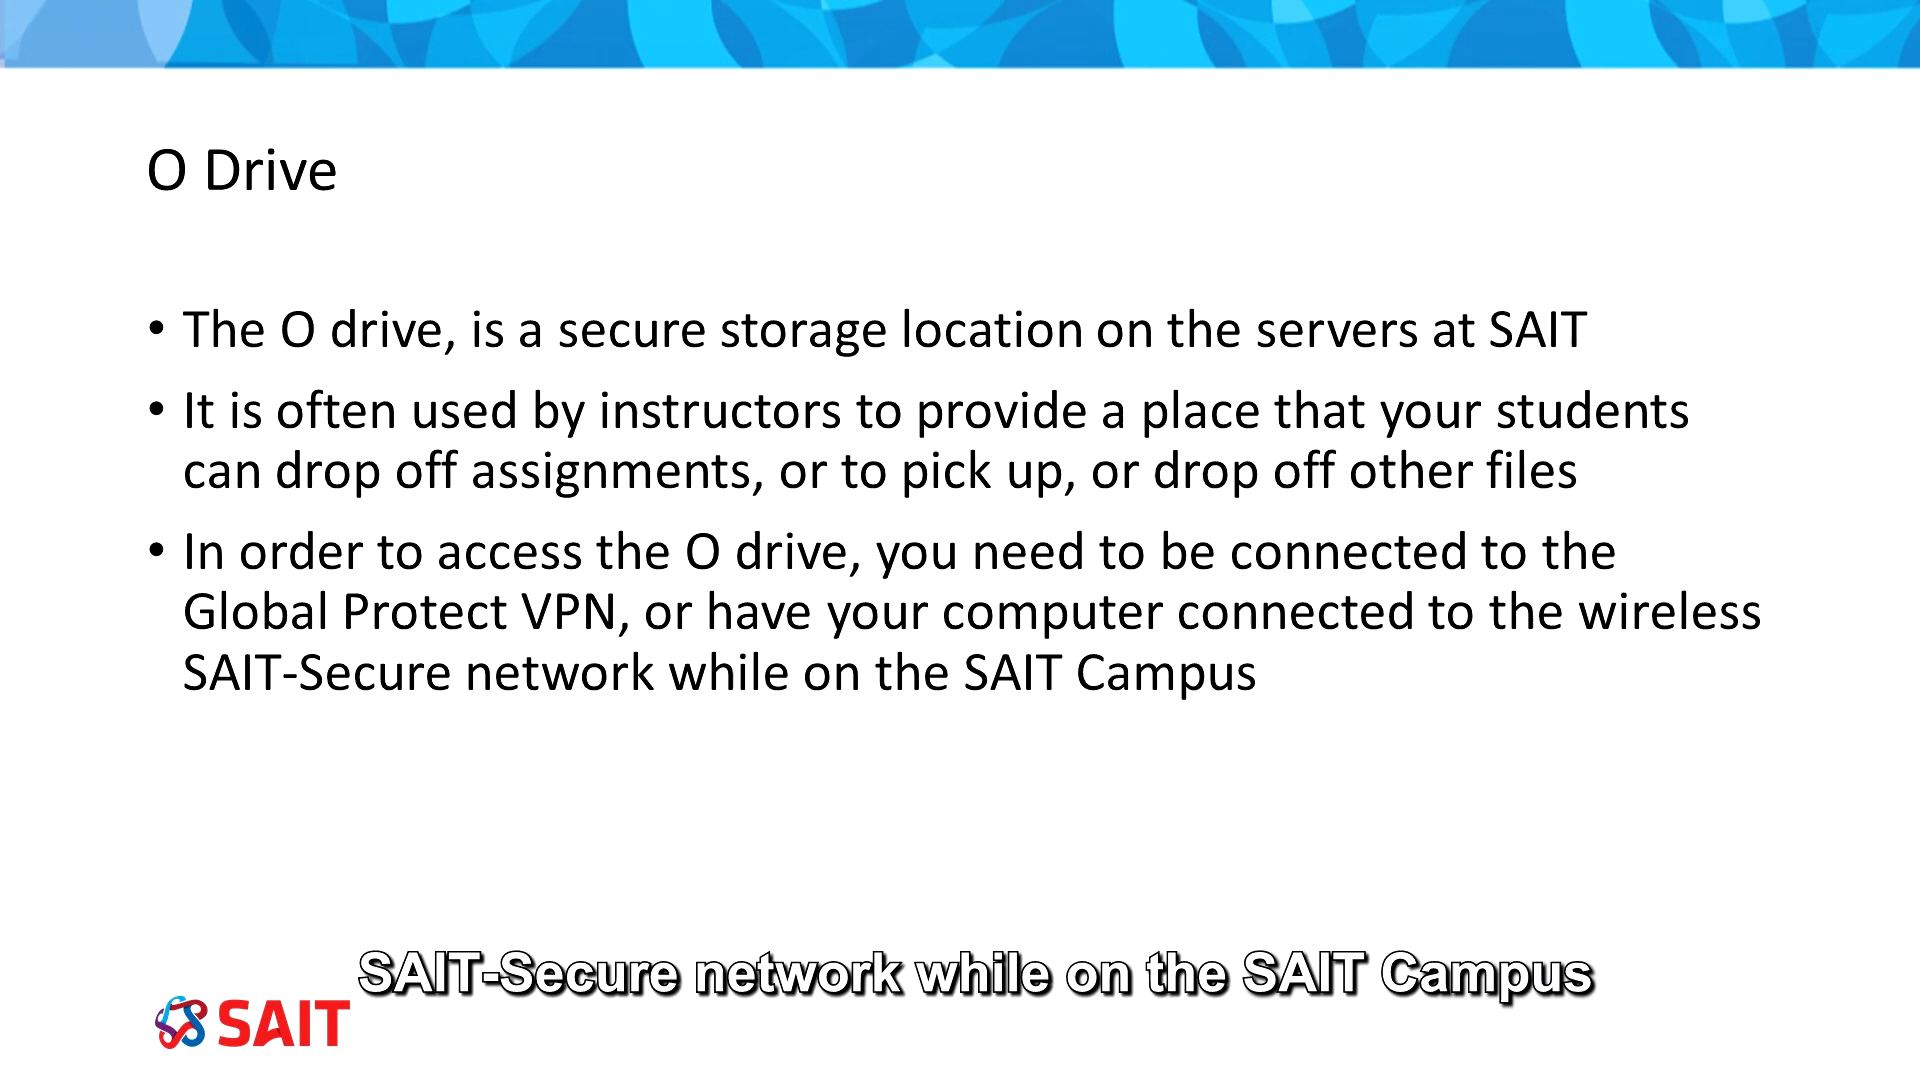 O Drive
• The O drive, is a secure storage location on the servers at SAIT
• It is often used by instructors to provide a place that your students
can drop off assignments, or to pick up, or drop off other files
• In order to access the O drive, you need to be connected to the
Global Protect VPN, or have your computer connected to the wireless
SAIT-Secure network while on the SAIT Campus
SAIT-Secure network while on the SAIT Campus
SAIT